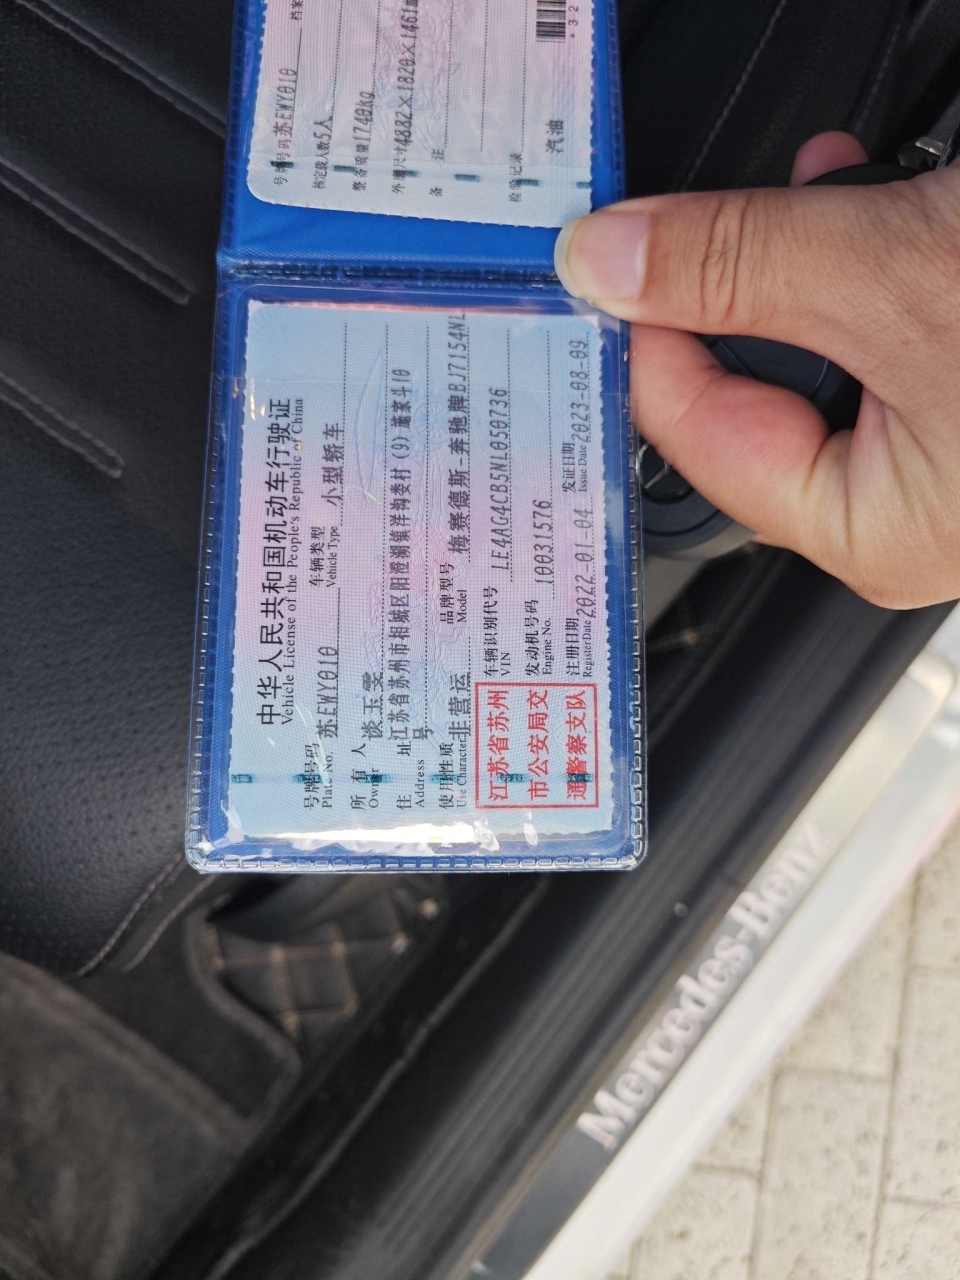 中华人民共和国机动车行驶证
Vehicle License of the People's Republic of China
号牌号码 苏EWY010 车辆类型 小型轿车
Plate No. Vehicle Type
所有人 淡玉雯
Owner
住址 江苏省苏州市相城区阳澄湖镇洋沟娄村(9)蓬家斗10
Address 号
使用性质 非营运 品牌型号 梅赛德斯-奔驰牌BJ7154NL
Use Character Model
江苏省苏州
市公安局交
通警察支队
车辆识别代号 LE4AG4CB5NL050736
VIN
发动机号码 10031576
Engine No.
注册日期 2022-01-04 发证日期 2023-08-09
Register Date Issue Date
号牌号码 苏EWY010 档案
核定载人数 5人
整备质量 1740kg
外廓尺寸 4882×1820×1461
备注
检验记录
汽油
*32
Mercedes-Benz